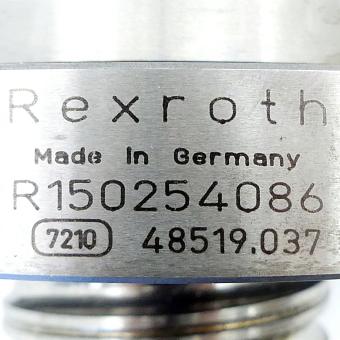 Rexroth
Made in Germany
R150254086
7210 48519.037